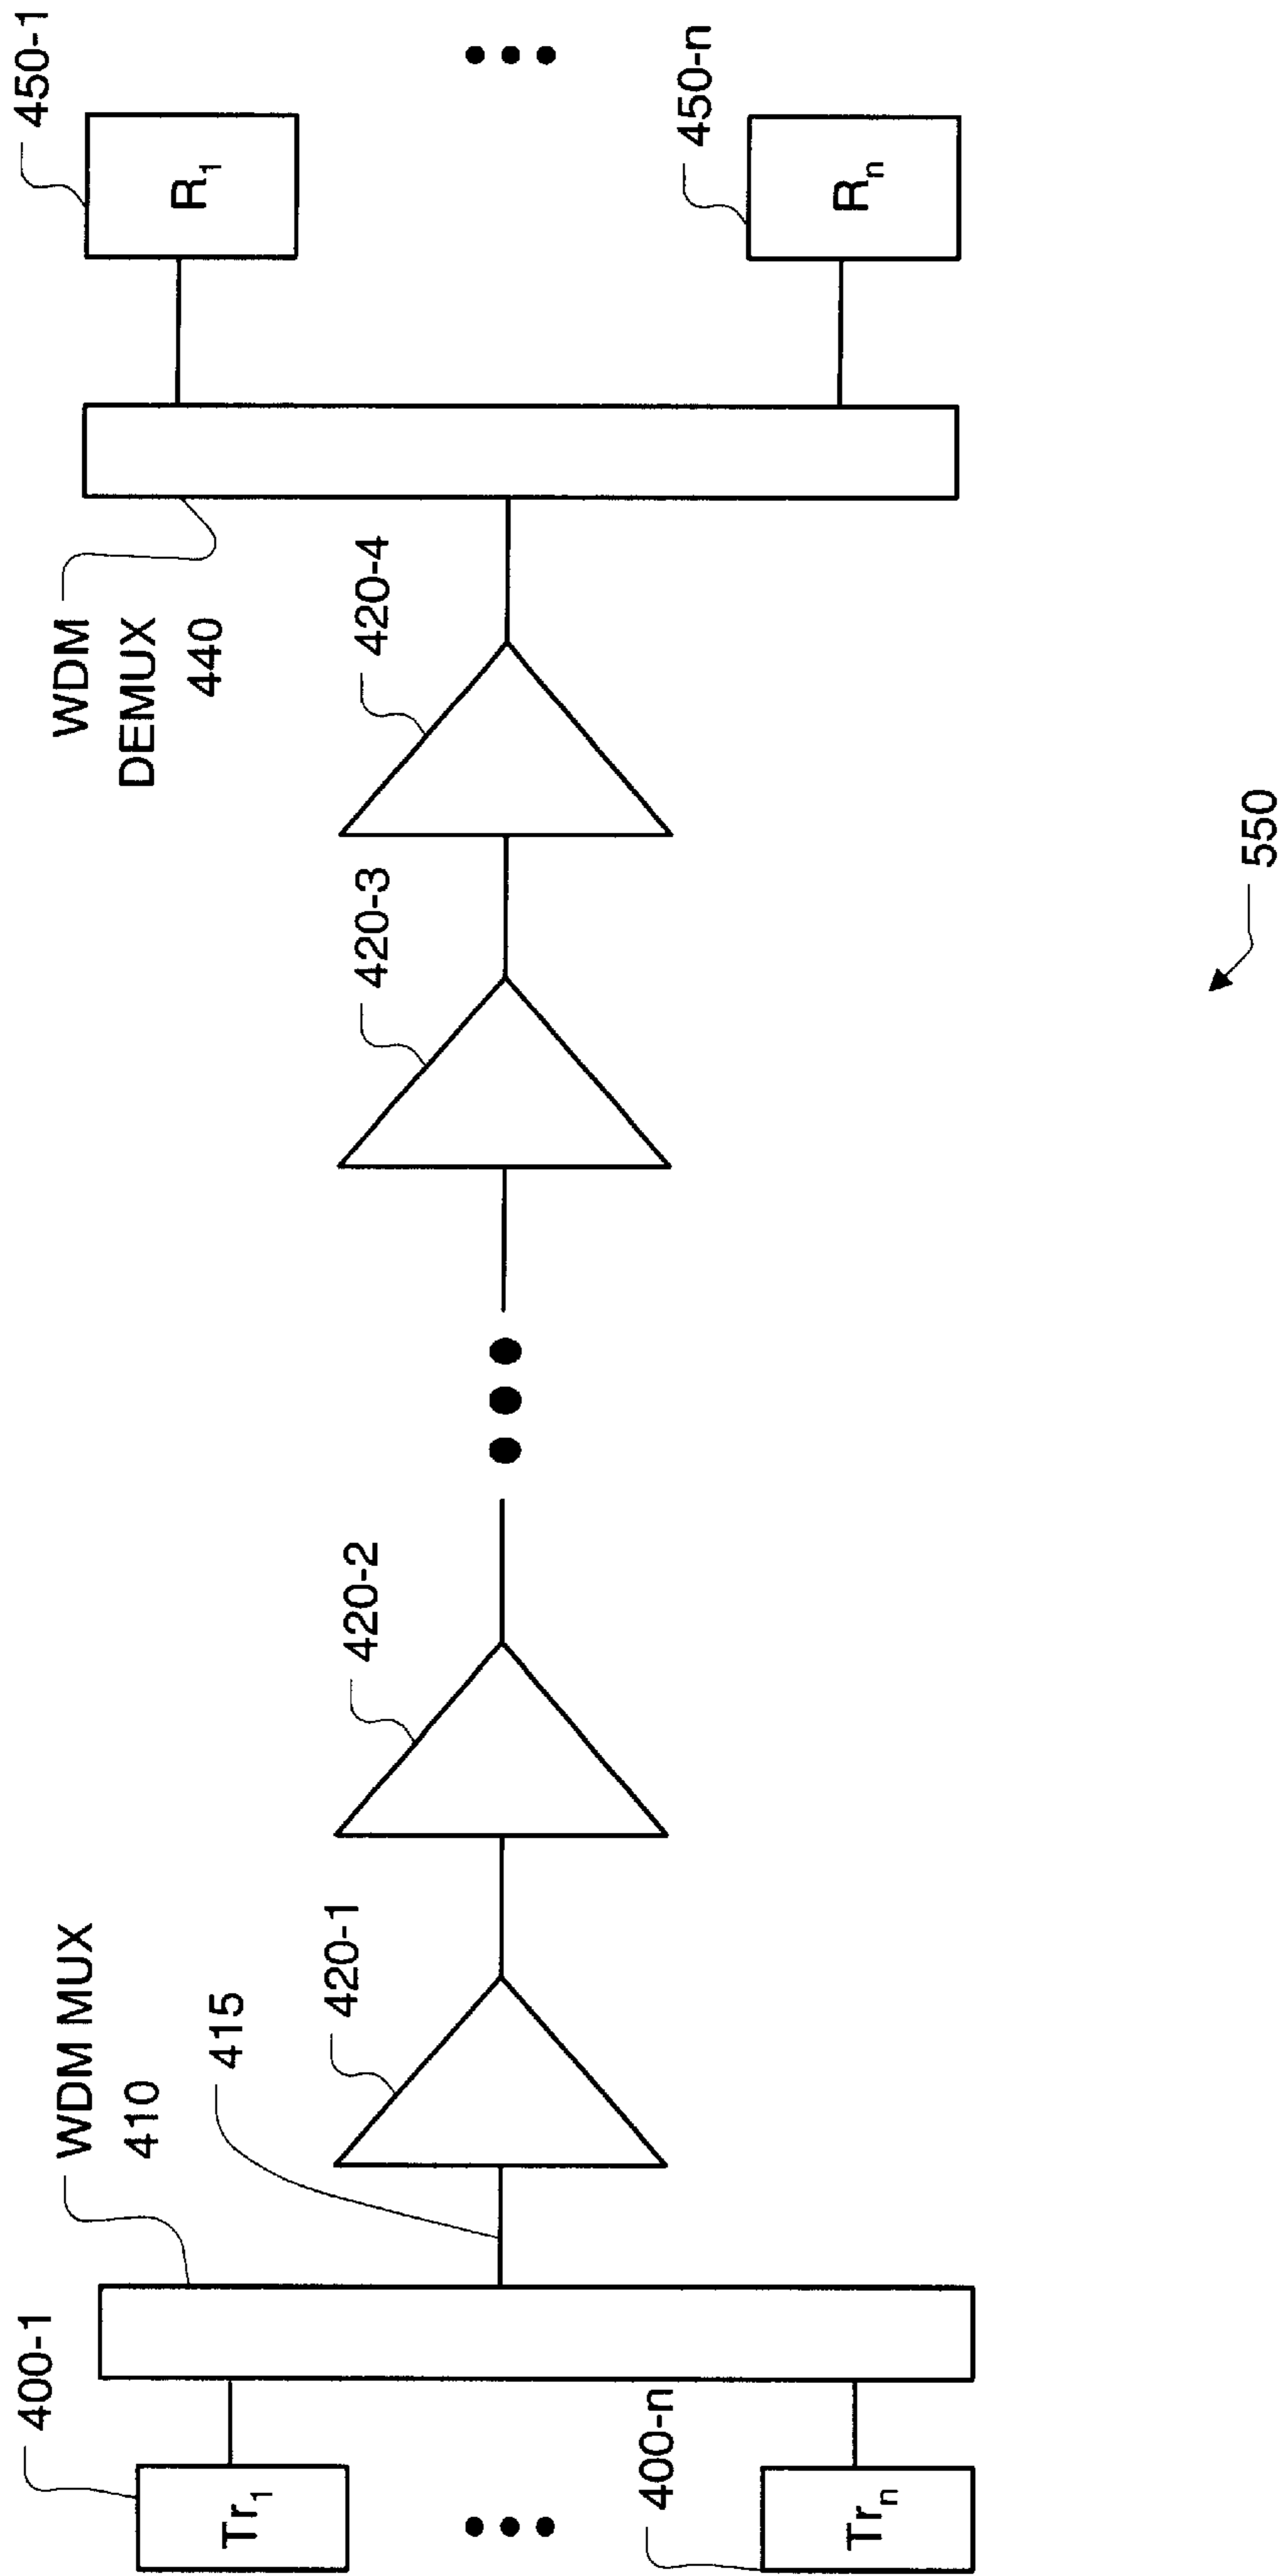 400-1
Tr1
400-n
Trn
WDM MUX
410
415
420-1
420-2
420-3
420-4
WDM
DEMUX
440
450-1
R1
450-n
Rn
550